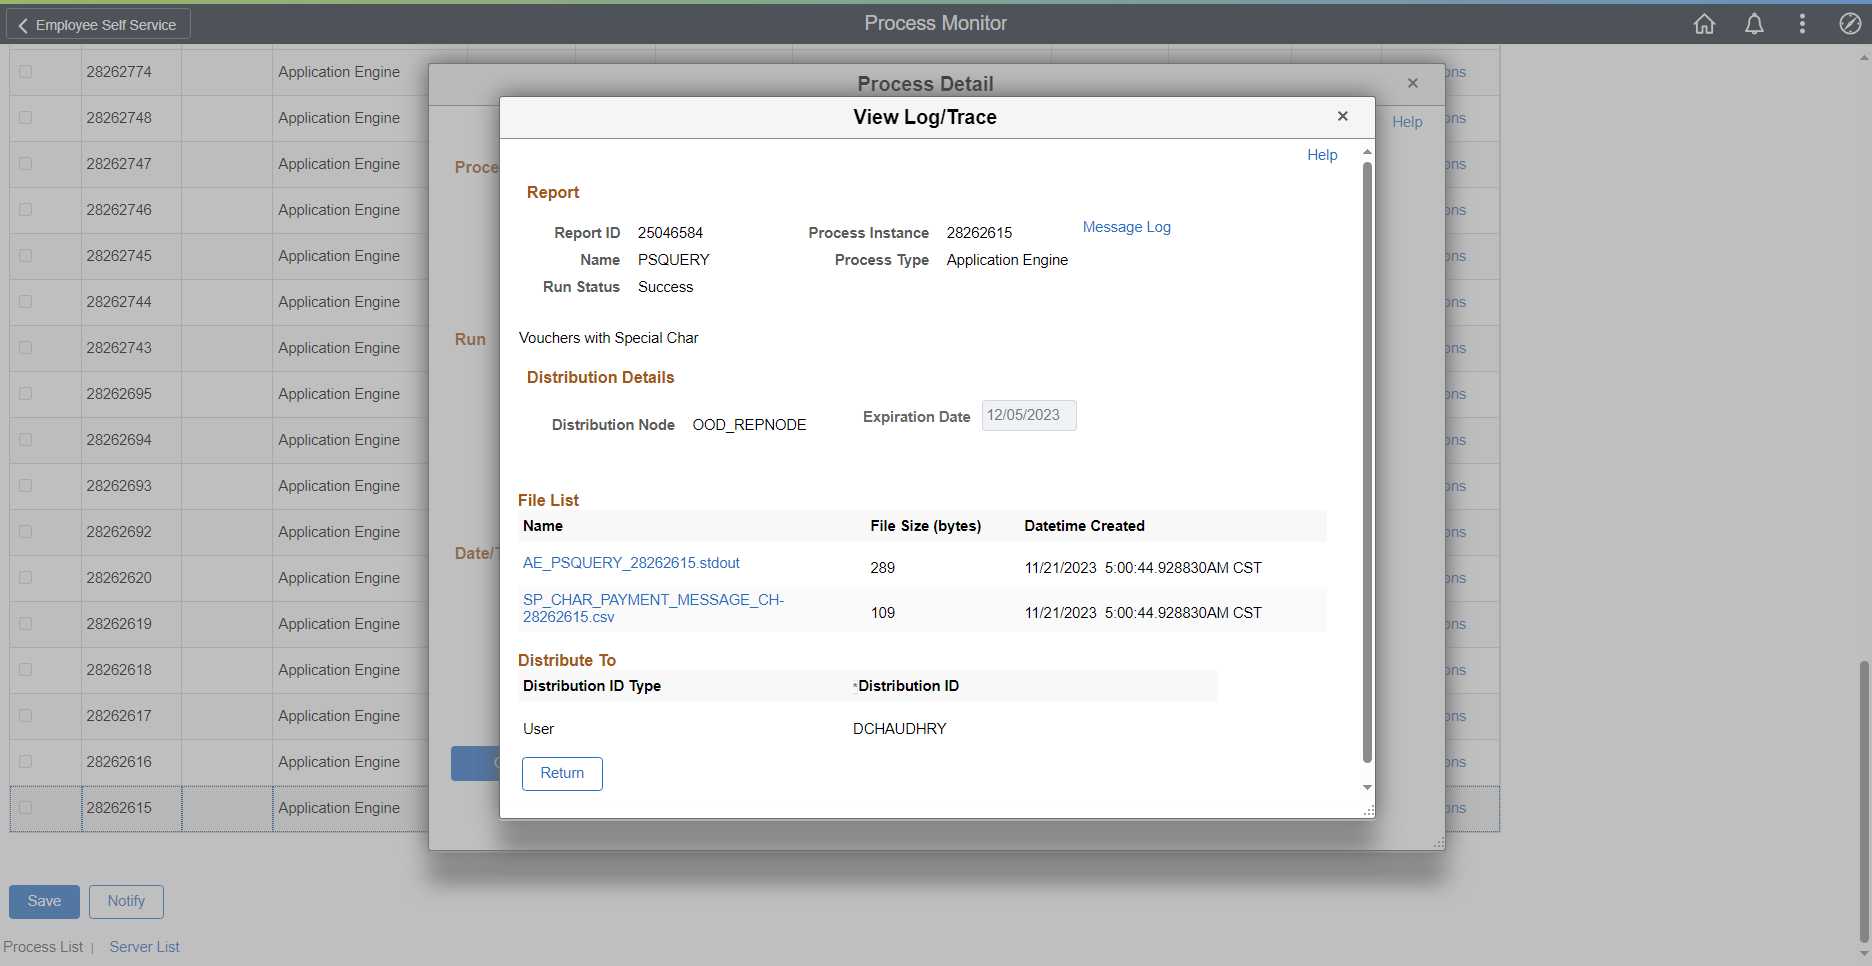 Employee Self Service
Process Monitor
28262774 Application Engine
28262748 Application Engine
28262747 Application Engine
28262746 Application Engine
28262745 Application Engine
28262744 Application Engine
28262743 Application Engine
28262695 Application Engine
28262694 Application Engine
28262693 Application Engine
28262692 Application Engine
28262620 Application Engine
28262619 Application Engine
28262618 Application Engine
28262617 Application Engine
28262616 Application Engine
28262615 Application Engine
Process Detail
Help
Run
View Log/Trace
Help
Report
Report ID 25046584 Process Instance 28262615 Message Log
Name PSQUERY Process Type Application Engine
Run Status Success
Vouchers with Special Char
Distribution Details
Distribution Node OOD_REPNODE Expiration Date 12/05/2023
File List
Name File Size (bytes) Datetime Created
AE_PSQUERY_28262615.stdout 289 11/21/2023 5:00:44.928830AM CST
SP_CHAR_PAYMENT_MESSAGE_CH-
28262615.csv 109 11/21/2023 5:00:44.928830AM CST
Distribute To
Distribution ID Type *Distribution ID
User DCHAUDHRY
Return
Save Notify
Process List | Server List